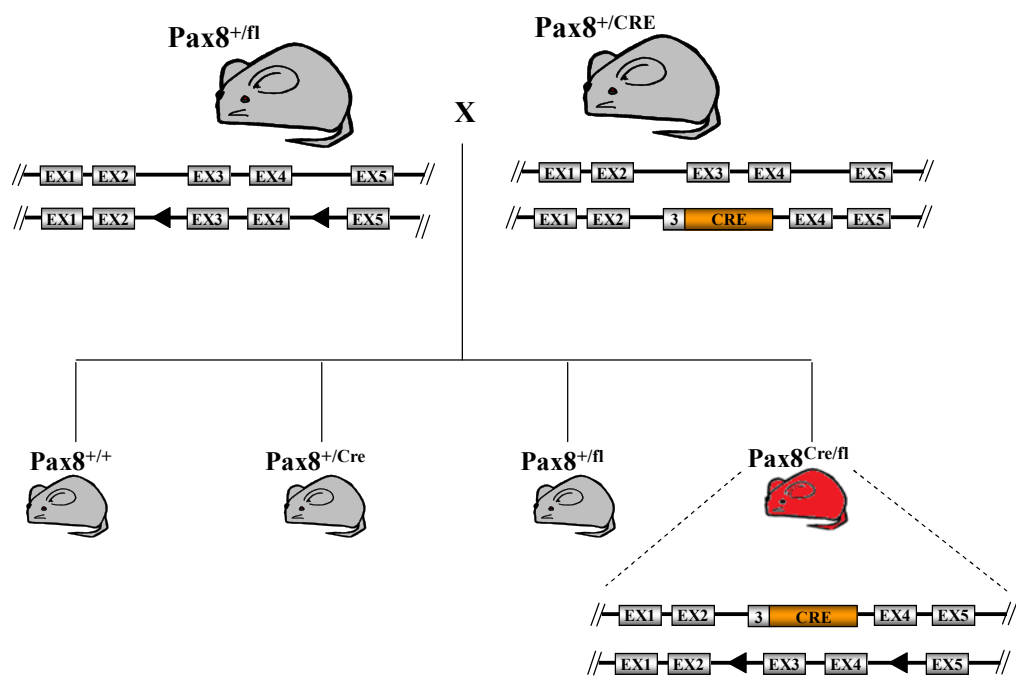 Pax8+/fl
Pax8+/CRE
X
EX1 EX2 EX3 EX4 EX5
EX1 EX2 EX3 EX4 EX5
EX1 EX2 EX3 EX4 EX5
EX1 EX2 3 CRE EX4 EX5
Pax8+/+
Pax8+/Cre
Pax8+/fl
Pax8Cre/fl
EX1 EX2 3 CRE EX4 EX5
EX1 EX2 EX3 EX4 EX5